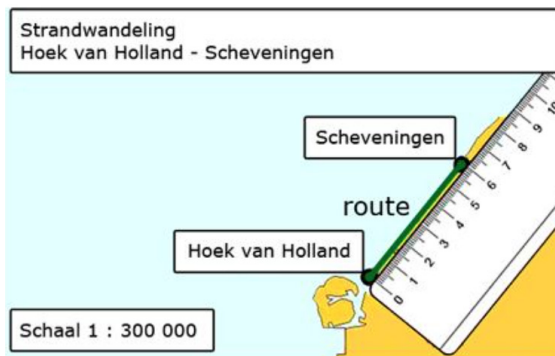 Strandwandeling
Hoek van Holland - Scheveningen
Scheveningen
route
Hoek van Holland
Schaal 1 : 300 000
0 1 2 3 4 5 6 7 8 9 10